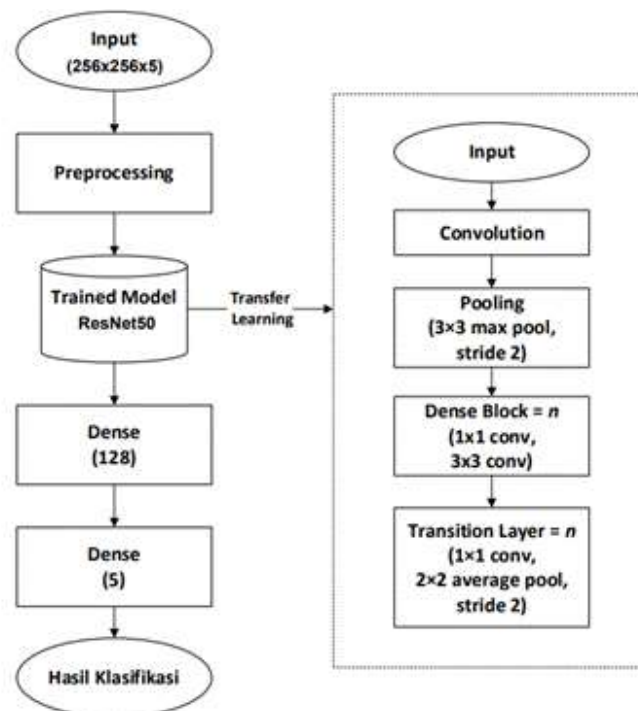 Input
(256x256x5)
Preprocessing
Trained Model
ResNet50
Transfer
Learning
Dense
(128)
Dense
(5)
Hasil Klasifikasi
Input
Convolution
Pooling
(3×3 max pool,
stride 2)
Dense Block = n
(1x1 conv,
3x3 conv)
Transition Layer = n
(1×1 conv,
2×2 average pool,
stride 2)